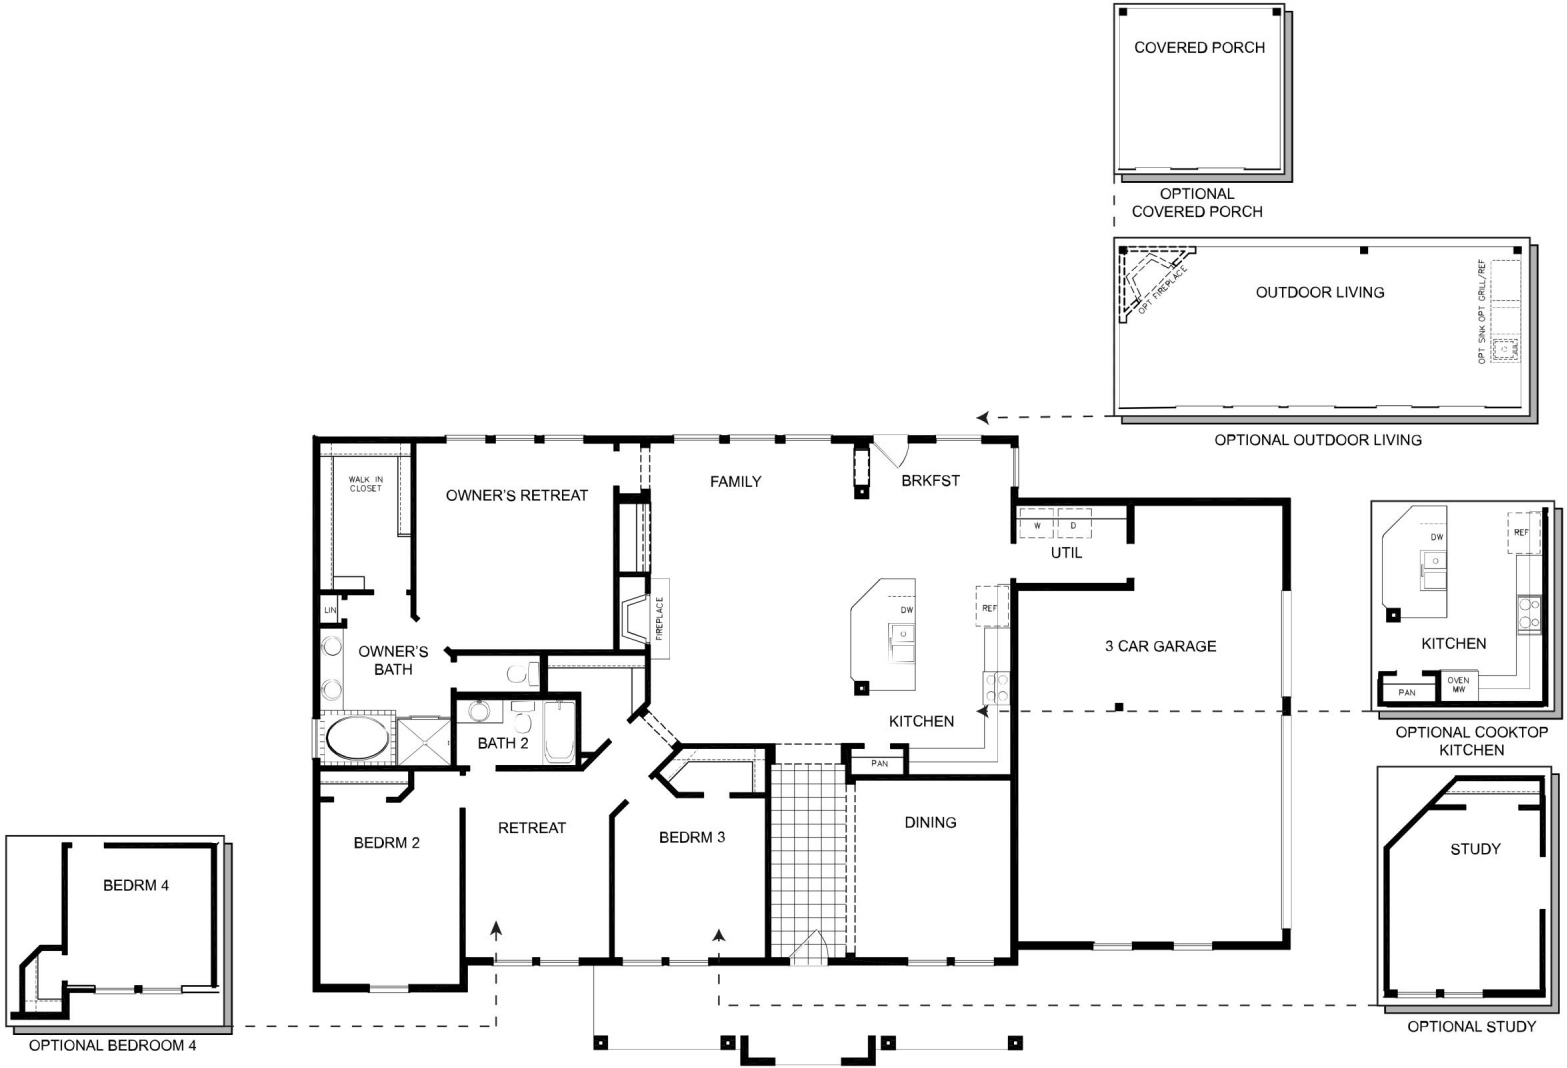 COVERED PORCH
OPTIONAL
COVERED PORCH
OPT FIREPLACE
OUTDOOR LIVING
OPT SINK OPT GRILL/REF
OPTIONAL OUTDOOR LIVING
WALK IN
CLOSET
OWNER'S RETREAT
FAMILY
BRKFST
W
D
UTIL
LIN
FIREPLACE
DW
REF
OWNER'S
BATH
3 CAR GARAGE
KITCHEN
BATH 2
PAN
DW
REF
KITCHEN
PAN
OVEN
MW
OPTIONAL COOKTOP
KITCHEN
BEDRM 2
RETREAT
BEDRM 3
DINING
STUDY
OPTIONAL STUDY
BEDRM 4
OPTIONAL BEDROOM 4